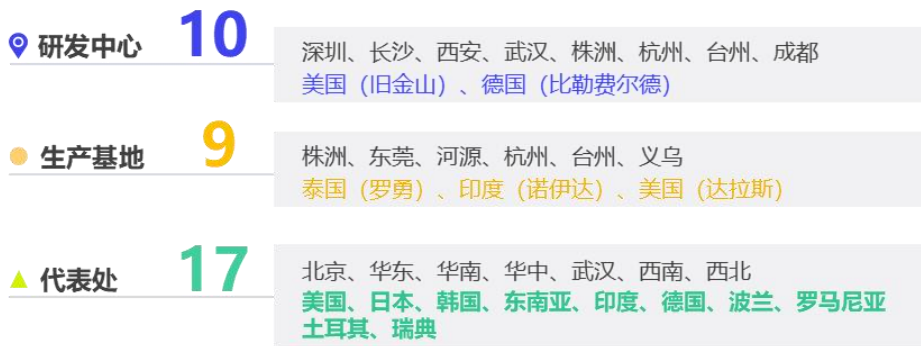 研发中心 10
深圳、长沙、西安、武汉、株洲、杭州、台州、成都
美国（旧金山）、德国（比勒费尔德）
生产基地 9
株洲、东莞、河源、杭州、台州、义乌
泰国（罗勇）、印度（诺伊达）、美国（达拉斯）
代表处 17
北京、华东、华南、华中、武汉、西南、西北
美国、日本、韩国、东南亚、印度、德国、波兰、罗马尼亚
土耳其、瑞典